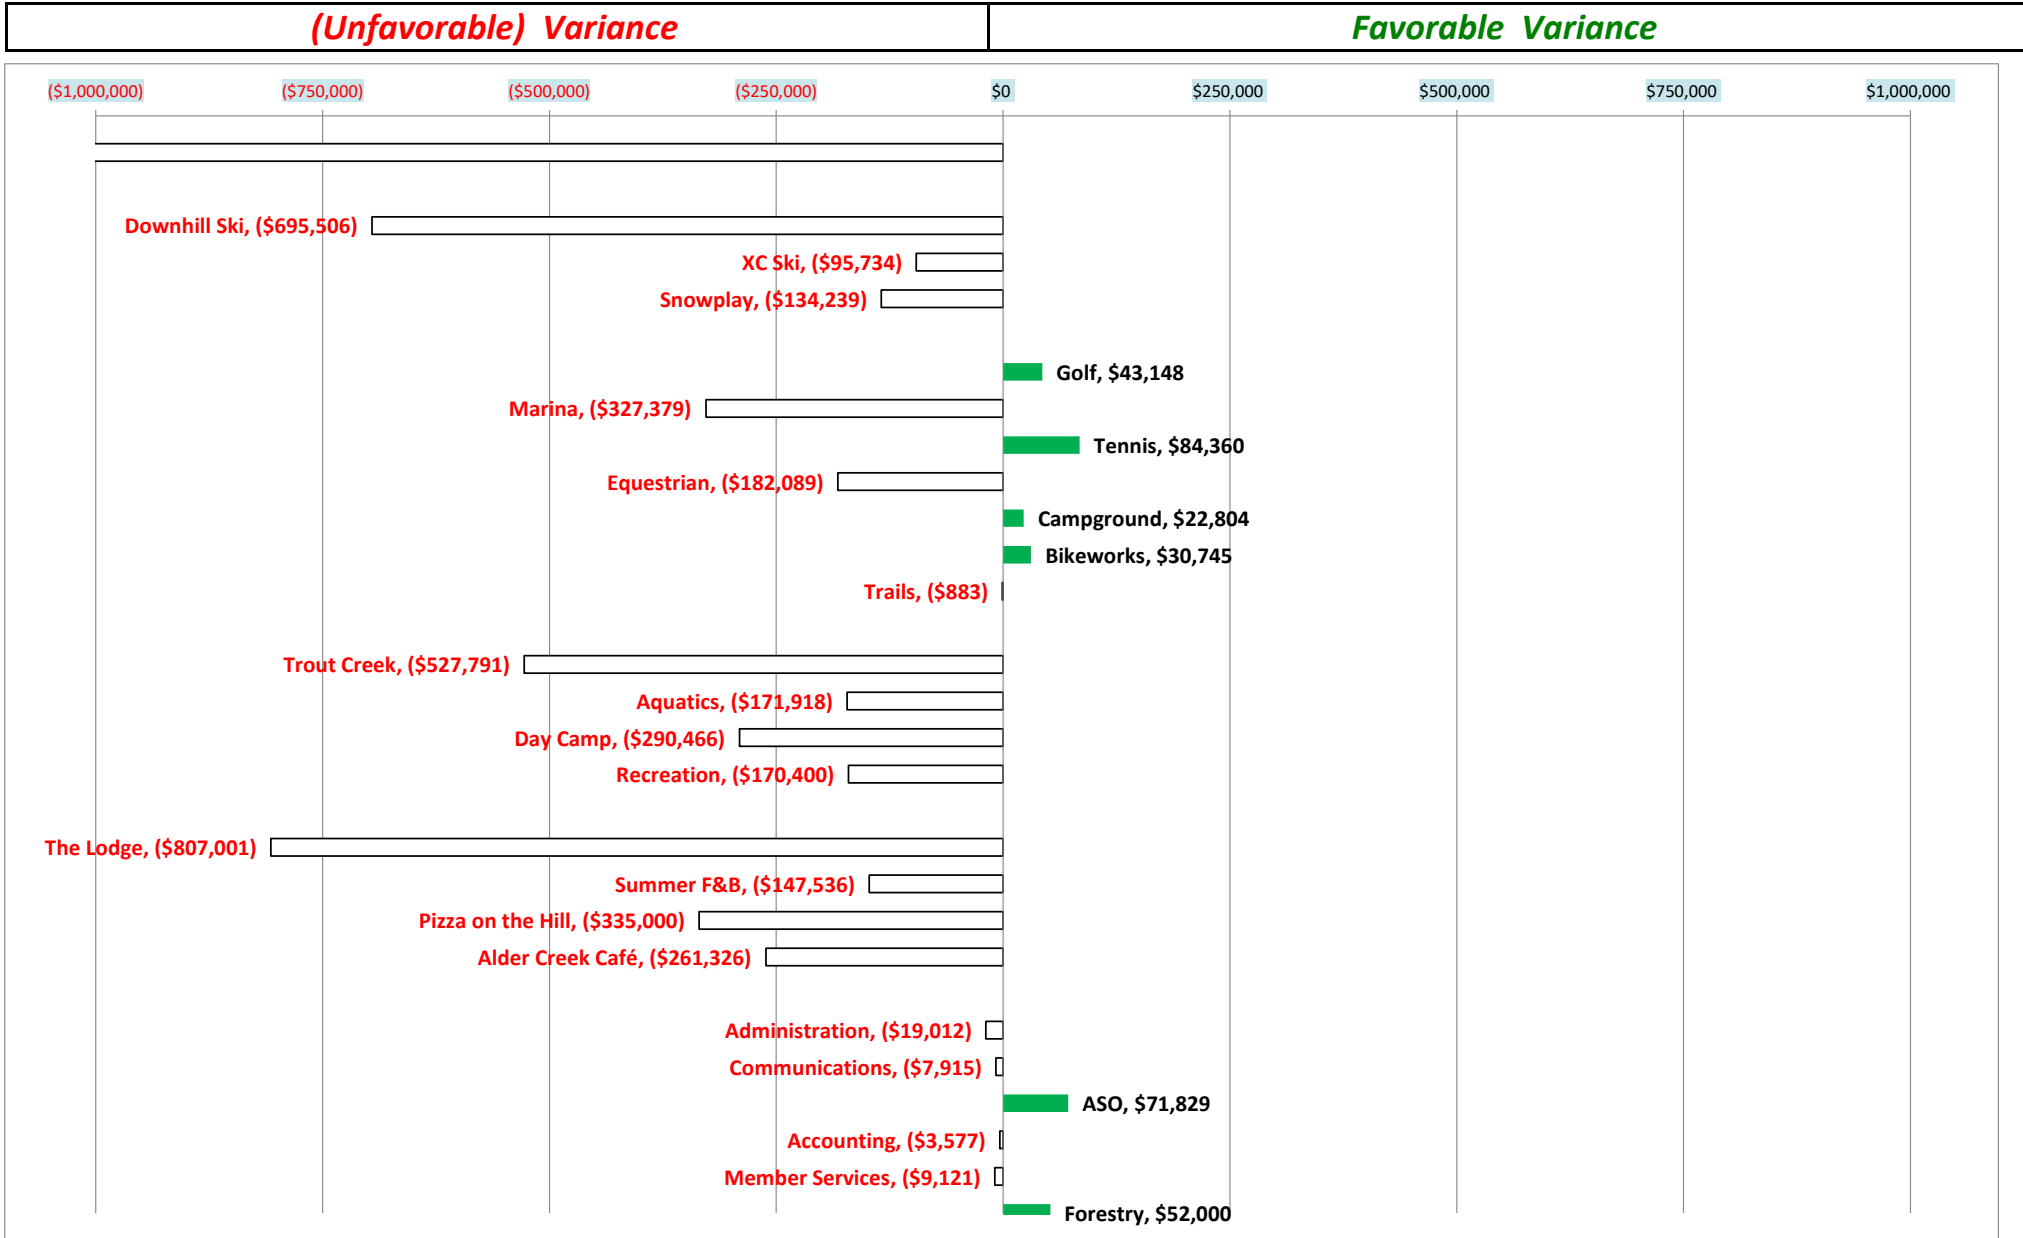 (Unfavorable) Variance
Favorable Variance
($1,000,000) ($750,000) ($500,000) ($250,000) $0 $250,000 $500,000 $750,000 $1,000,000
Downhill Ski, ($695,506)
XC Ski, ($95,734)
Snowplay, ($134,239)
Golf, $43,148
Marina, ($327,379)
Tennis, $84,360
Equestrian, ($182,089)
Campground, $22,804
Bikeworks, $30,745
Trails, ($883)
Trout Creek, ($527,791)
Aquatics, ($171,918)
Day Camp, ($290,466)
Recreation, ($170,400)
The Lodge, ($807,001)
Summer F&B, ($147,536)
Pizza on the Hill, ($335,000)
Alder Creek Café, ($261,326)
Administration, ($19,012)
Communications, ($7,915)
ASO, $71,829
Accounting, ($3,577)
Member Services, ($9,121)
Forestry, $52,000